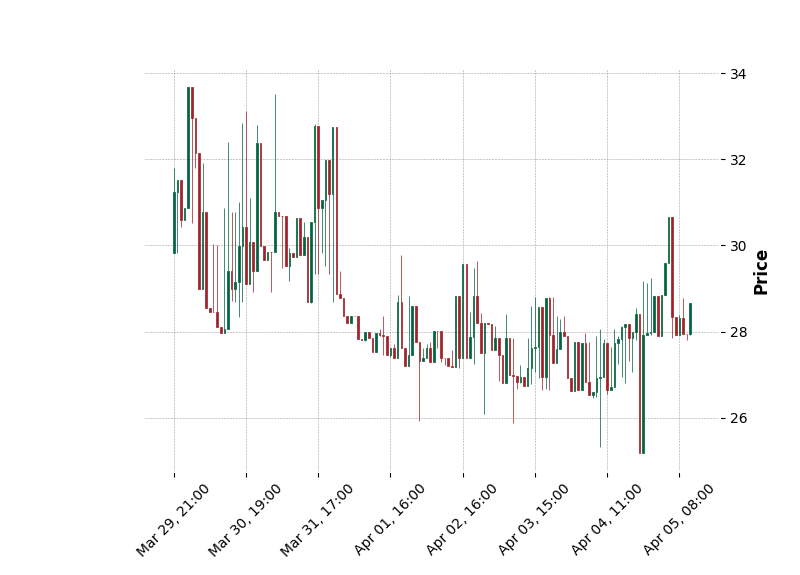 34
32
30
28
26
Price
Mar 29, 21:00
Mar 30, 19:00
Mar 31, 17:00
Apr 01, 16:00
Apr 02, 16:00
Apr 03, 15:00
Apr 04, 11:00
Apr 05, 08:00